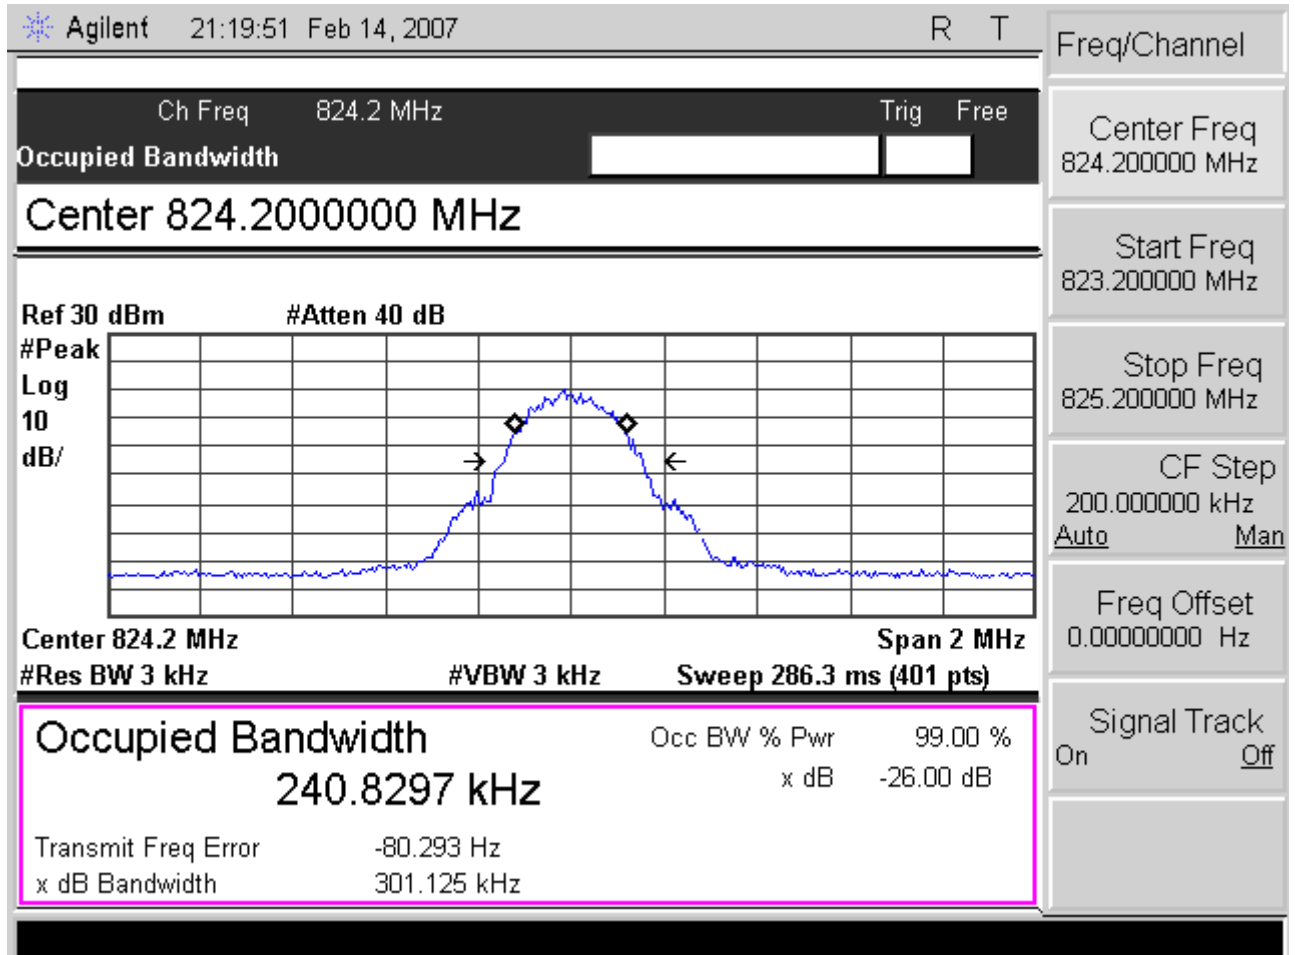 Agilent 21:19:51 Feb 14, 2007 R T
Ch Freq 824.2 MHz Trig Free
Occupied Bandwidth
Center 824.2000000 MHz
Ref 30 dBm #Atten 40 dB
#Peak
Log
10
dB/
Center 824.2 MHz Span 2 MHz
#Res BW 3 kHz #VBW 3 kHz Sweep 286.3 ms (401 pts)
Occupied Bandwidth Occ BW % Pwr 99.00 %
240.8297 kHz x dB -26.00 dB
Transmit Freq Error -80.293 Hz
x dB Bandwidth 301.125 kHz
Freq/Channel
Center Freq
824.200000 MHz
Start Freq
823.200000 MHz
Stop Freq
825.200000 MHz
CF Step
200.000000 kHz
Auto Man
Freq Offset
0.00000000 Hz
Signal Track
On Off